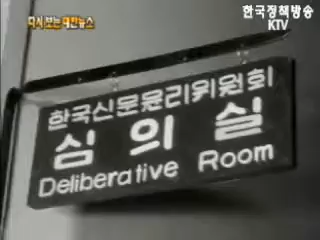 다시 보는 대한늬스
한국정책방송
KTV
한국신문윤리위원회
심의실
Deliberative Room